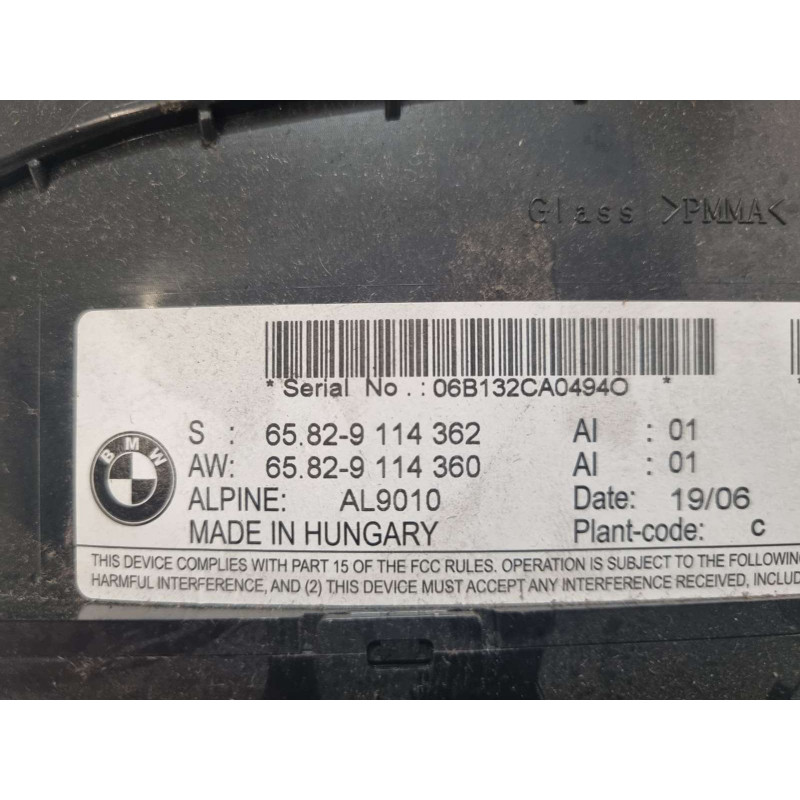 Glass >PMMA<
* Serial No. : 06B132CA0494O *
S : 65.82-9 114 362 AI : 01
BMW
AW: 65.82-9 114 360 AI : 01
ALPINE: AL9010 Date: 19/06
MADE IN HUNGARY Plant-code: C
THIS DEVICE COMPLIES WITH PART 15 OF THE FCC RULES. OPERATION IS SUBJECT TO THE FOLLOWING
HARMFUL INTERFERENCE, AND (2) THIS DEVICE MUST ACCEPT ANY INTERFERENCE RECEIVED, INCLUD